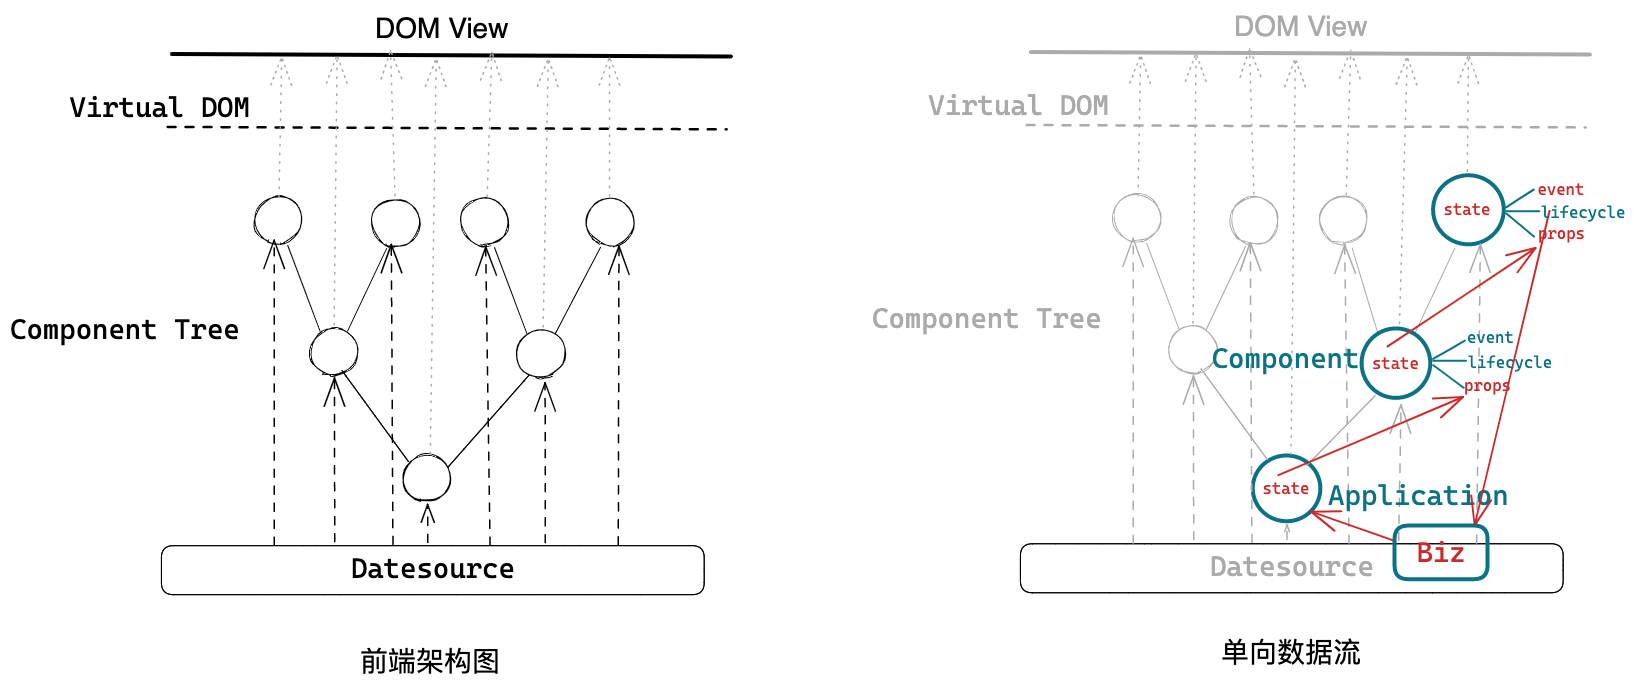 DOM View
Virtual DOM
Component Tree
Datesource
前端架构图
DOM View
Virtual DOM
state
event
lifecycle
props
Component Tree
Component
state
event
lifecycle
props
state
Application
Biz
Datesource
单向数据流